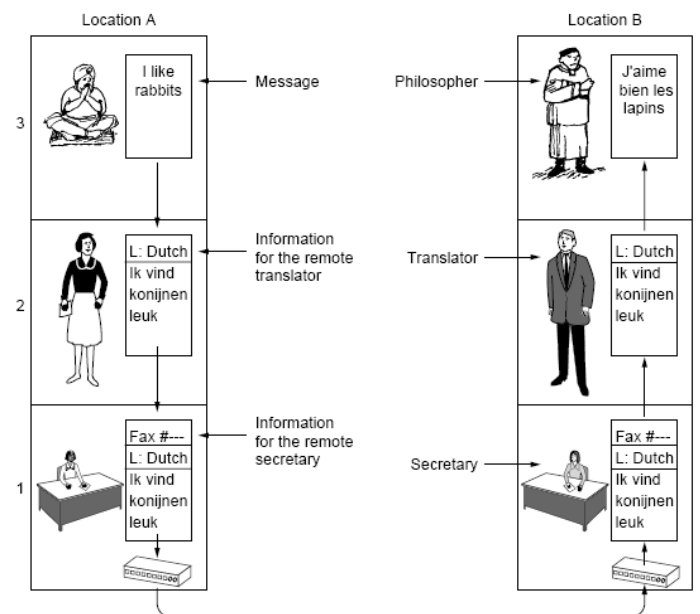 Location A
Location B
3
I like
rabbits
Message
Philosopher
J'aime
bien les
lapins
2
L: Dutch
Ik vind
konijnen
leuk
Information
for the remote
translator
Translator
L: Dutch
Ik vind
konijnen
leuk
1
Fax #---
L: Dutch
Ik vind
konijnen
leuk
Information
for the remote
secretary
Secretary
Fax #---
L: Dutch
Ik vind
konijnen
leuk